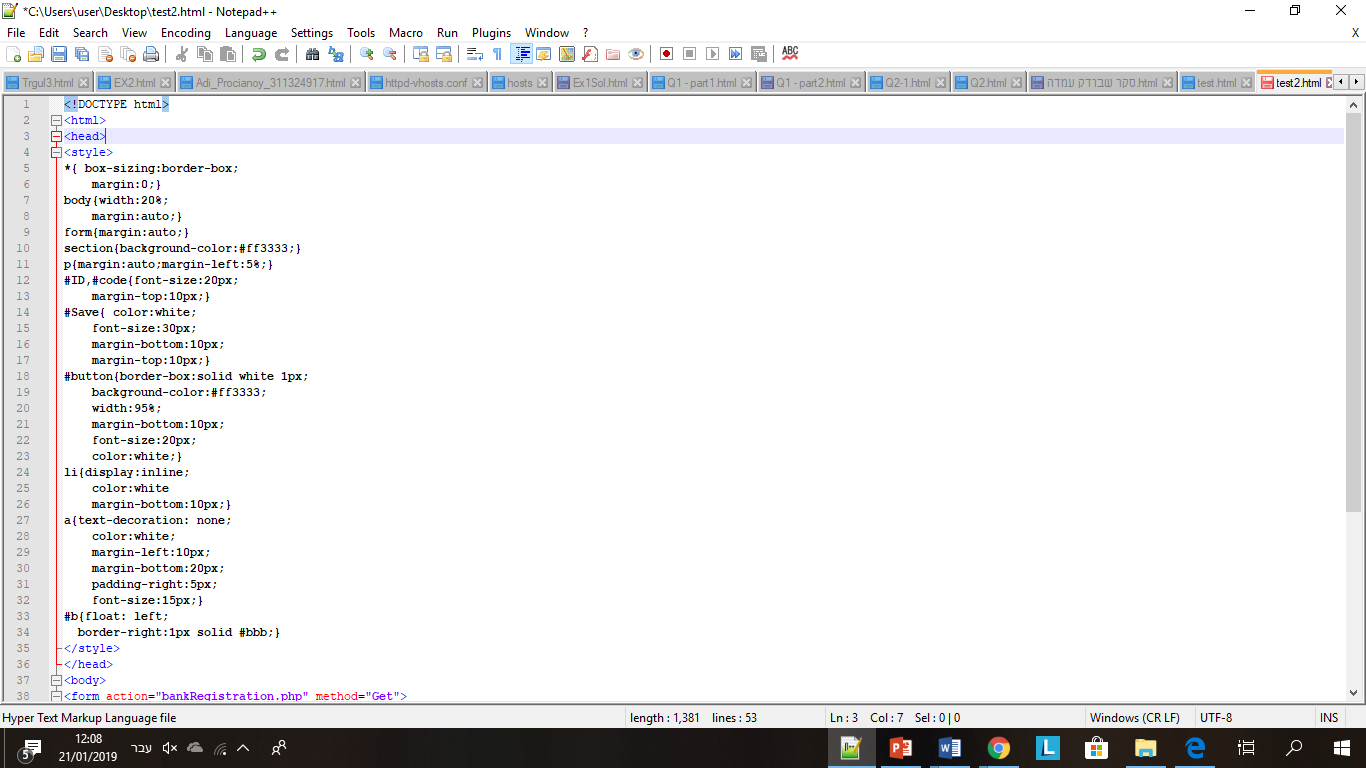 *C:\Users\user\Desktop\test2.html - Notepad++
File Edit Search View Encoding Language Settings Tools Macro Run Plugins Window ? X
Trgul3.html EX2.html Adi_Procianoy_311324917.html httpd-vhosts.conf hosts Ex1Sol.html Q1 - part1.html Q1 - part2.html Q2-1.html Q2.html סקר שברדק עמדה.html test.html test2.html
1 <!DOCTYPE html>
2 <html>
3 <head>
4 <style>
5 *{ box-sizing:border-box;
6 margin:0;}
7 body{width:20%;
8 margin:auto;}
9 form{margin:auto;}
10 section{background-color:#ff3333;}
11 p{margin:auto;margin-left:5%;}
12 #ID,#code{font-size:20px;
13 margin-top:10px;}
14 #Save{ color:white;
15 font-size:30px;
16 margin-bottom:10px;
17 margin-top:10px;}
18 #button{border-box:solid white 1px;
19 background-color:#ff3333;
20 width:95%;
21 margin-bottom:10px;
22 font-size:20px;
23 color:white;}
24 li{display:inline;
25 color:white
26 margin-bottom:10px;}
27 a{text-decoration: none;
28 color:white;
29 margin-left:10px;
30 margin-bottom:20px;
31 padding-right:5px;
32 font-size:15px;}
33 #b{float: left;
34 border-right:1px solid #bbb;}
35 </style>
36 </head>
37 <body>
38 <form action="bankRegistration.php" method="Get">
Hyper Text Markup Language file length : 1,381 lines : 53 Ln : 3 Col : 7 Sel : 0 | 0 Windows (CR LF) UTF-8 INS
5 12:08 עבר
21/01/2019